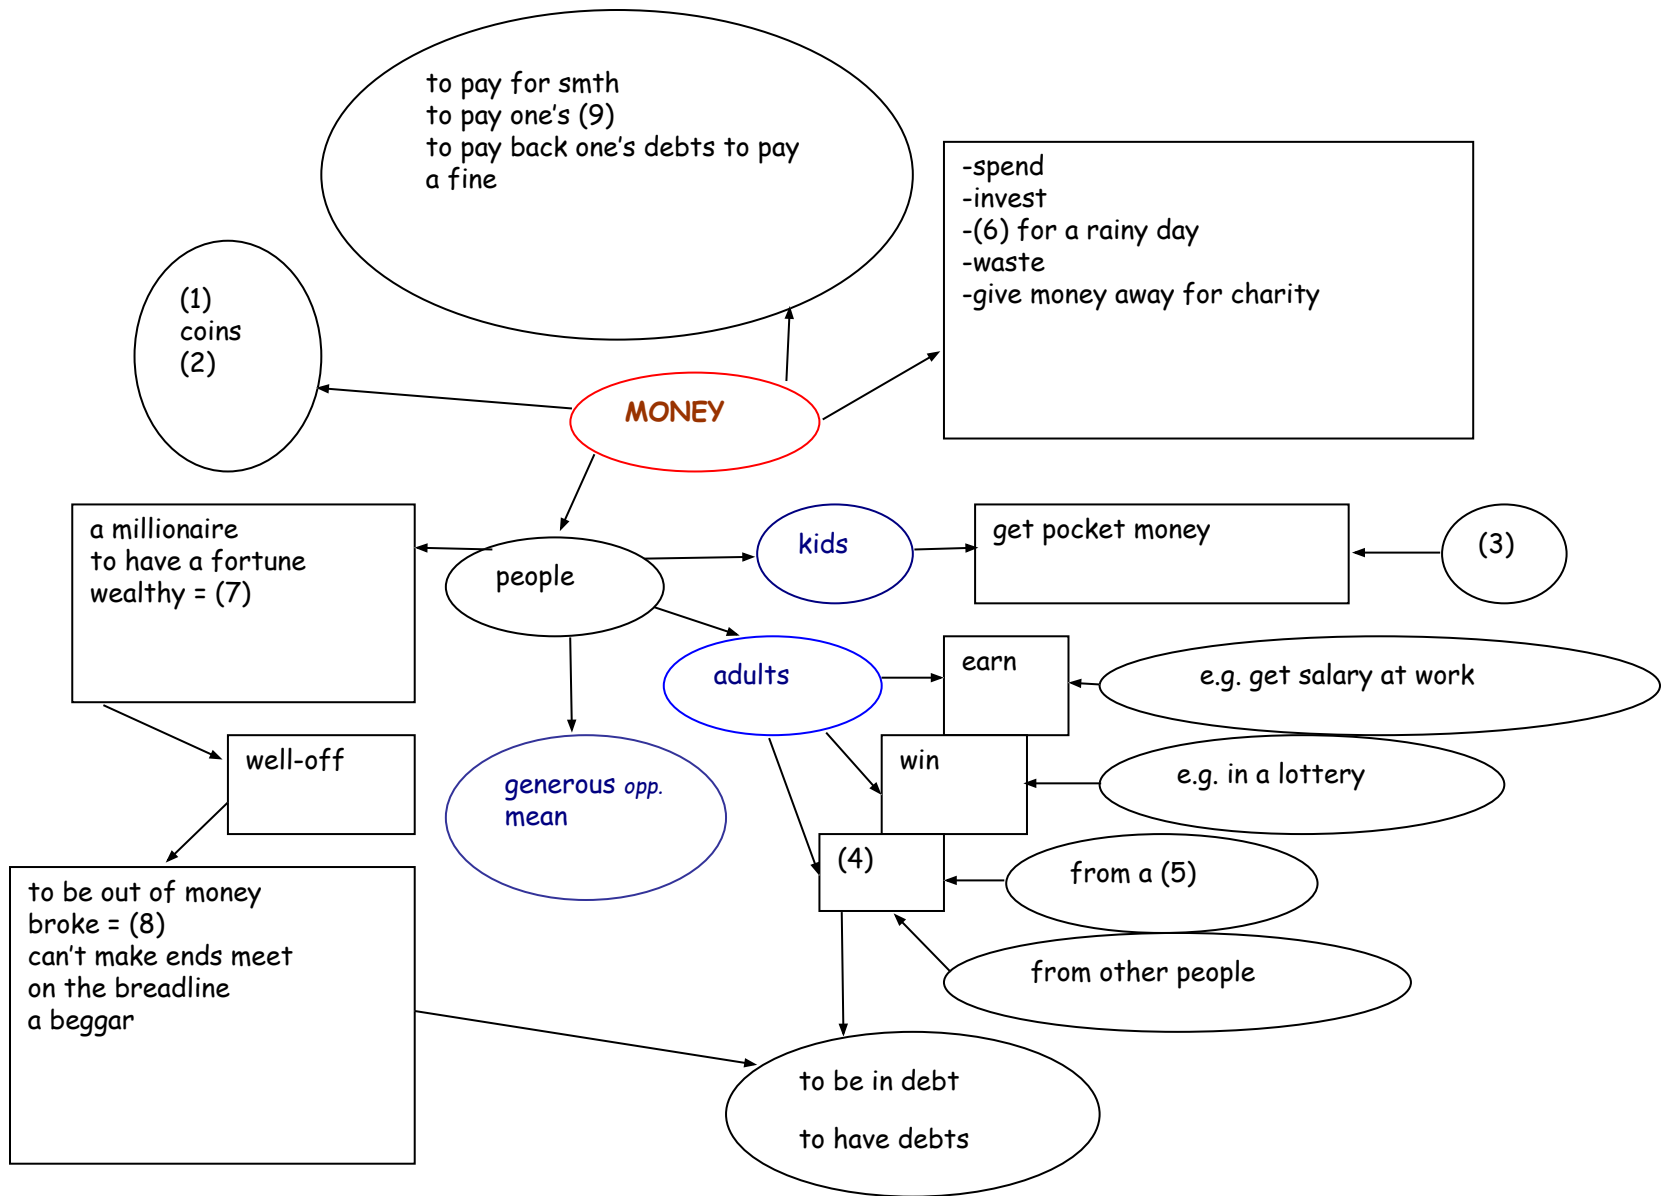 to pay for smth
to pay one's (9)
to pay back one's debts to pay
a fine
-spend
-invest
-(6) for a rainy day
-waste
-give money away for charity
(1)
coins
(2)
MONEY
a millionaire
to have a fortune
wealthy = (7)
people
kids
get pocket money
(3)
adults
earn
e.g. get salary at work
well-off
generous opp.
mean
win
e.g. in a lottery
(4)
from a (5)
to be out of money
broke = (8)
can't make ends meet
on the breadline
a beggar
from other people
to be in debt
to have debts